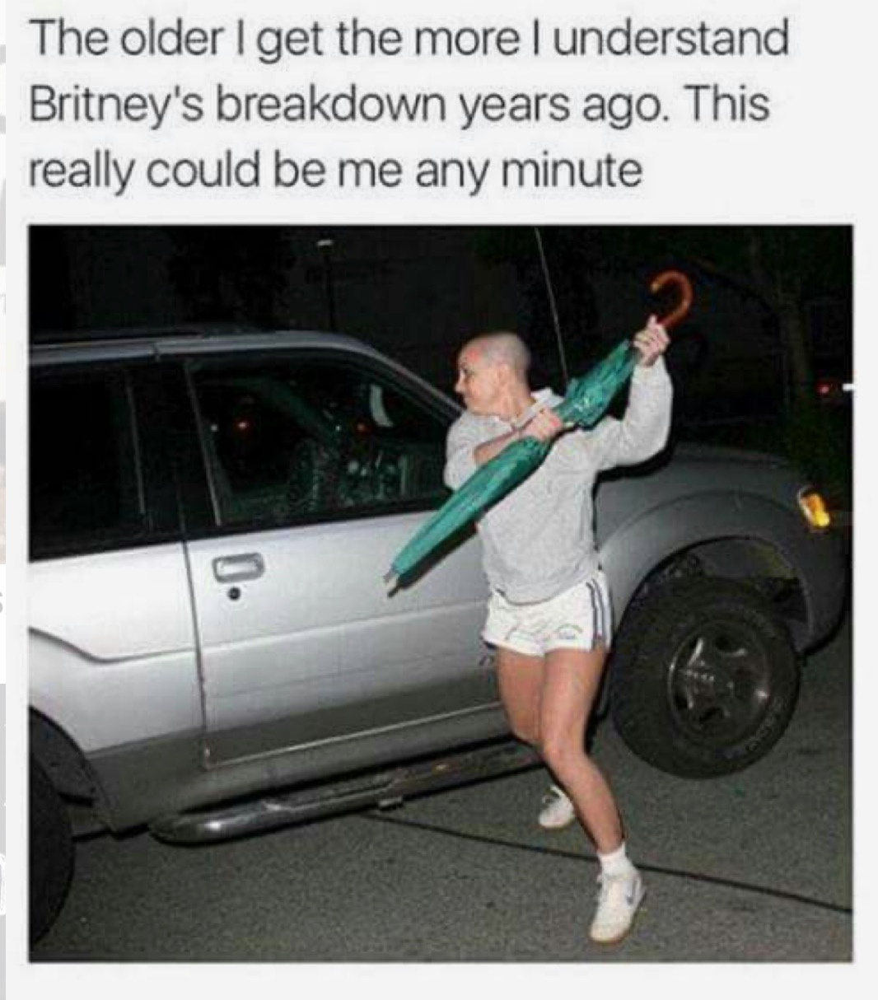 The older I get the more I understand
Britney's breakdown years ago. This
really could be me any minute